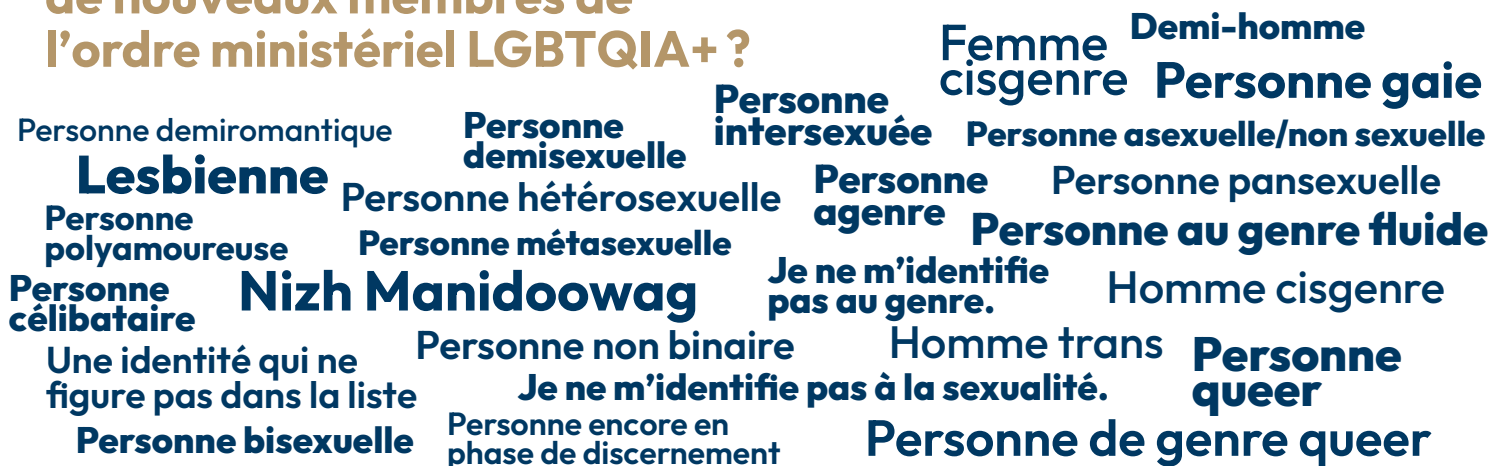 de nouveaux membres de
l’ordre ministériel LGBTQIA+ ?
Femme
cisgenre
Demi-homme
Personne gaie
Personne demiromantique
Personne
demisexuelle
Personne
intersexuée
Personne asexuelle/non sexuelle
Lesbienne
Personne hétérosexuelle
Personne
agenre
Personne pansexuelle
Personne
polyamoureuse
Personne métasexuelle
Personne au genre fluide
Personne
célibataire
Nizh Manidoowag
Je ne m’identifie
pas au genre.
Homme cisgenre
Une identité qui ne
figure pas dans la liste
Personne non binaire
Homme trans
Personne
queer
Je ne m’identifie pas à la sexualité.
Personne bisexuelle
Personne encore en
phase de discernement
Personne de genre queer